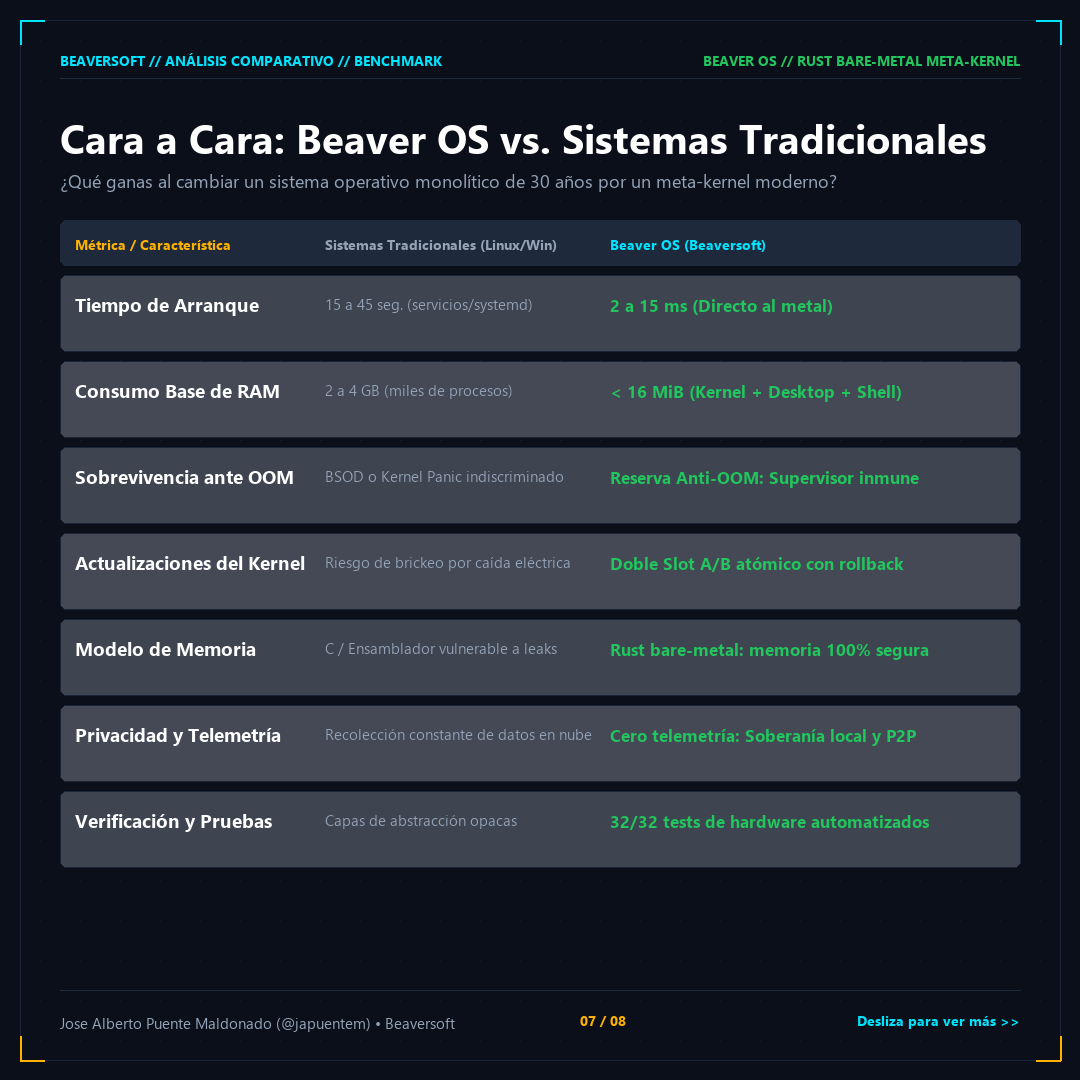 BEAVERSOFT // ANÁLISIS COMPARATIVO // BENCHMARK
BEAVER OS // RUST BARE-METAL META-KERNEL
Cara a Cara: Beaver OS vs. Sistemas Tradicionales
¿Qué ganas al cambiar un sistema operativo monolítico de 30 años por un meta-kernel moderno?
Métrica / Característica
Sistemas Tradicionales (Linux/Win)
Beaver OS (Beaversoft)
Tiempo de Arranque
15 a 45 seg. (servicios/systemd)
2 a 15 ms (Directo al metal)
Consumo Base de RAM
2 a 4 GB (miles de procesos)
< 16 MiB (Kernel + Desktop + Shell)
Sobrevivencia ante OOM
BSOD o Kernel Panic indiscriminado
Reserva Anti-OOM: Supervisor inmune
Actualizaciones del Kernel
Riesgo de brickeo por caída eléctrica
Doble Slot A/B atómico con rollback
Modelo de Memoria
C / Ensamblador vulnerable a leaks
Rust bare-metal: memoria 100% segura
Privacidad y Telemetría
Recolección constante de datos en nube
Cero telemetría: Soberanía local y P2P
Verificación y Pruebas
Capas de abstracción opacas
32/32 tests de hardware automatizados
Jose Alberto Puente Maldonado (@japuentem) • Beaversoft
07 / 08
Desliza para ver más >>